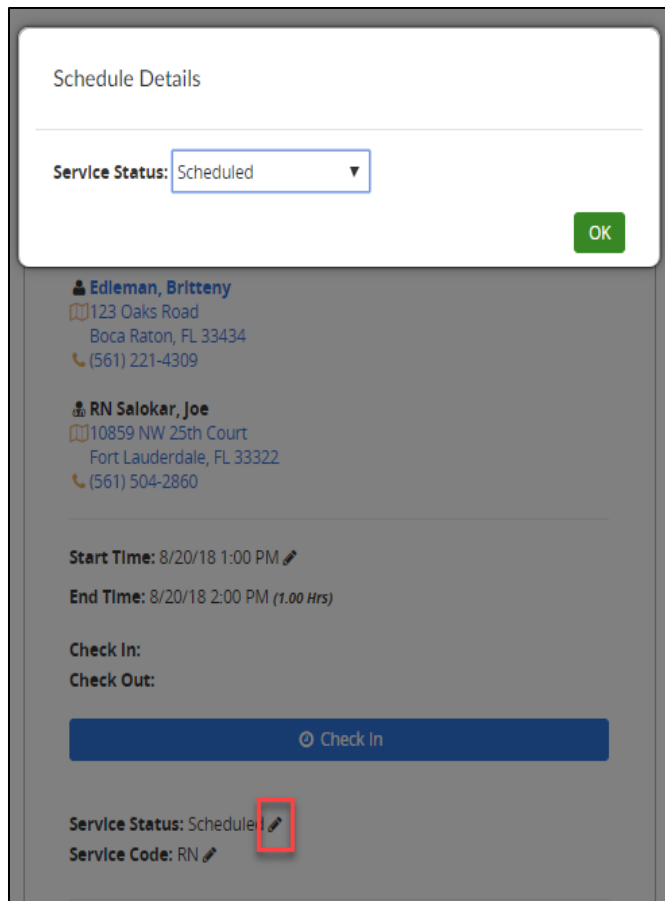 Schedule Details
Service Status: Scheduled
OK
Edleman, Britteny
123 Oaks Road
Boca Raton, FL 33434
(561) 221-4309
RN Salokar, Joe
10859 NW 25th Court
Fort Lauderdale, FL 33322
(561) 504-2860
Start Time: 8/20/18 1:00 PM
End Time: 8/20/18 2:00 PM (1.00 Hrs)
Check In:
Check Out:
Check In
Service Status: Scheduled
Service Code: RN